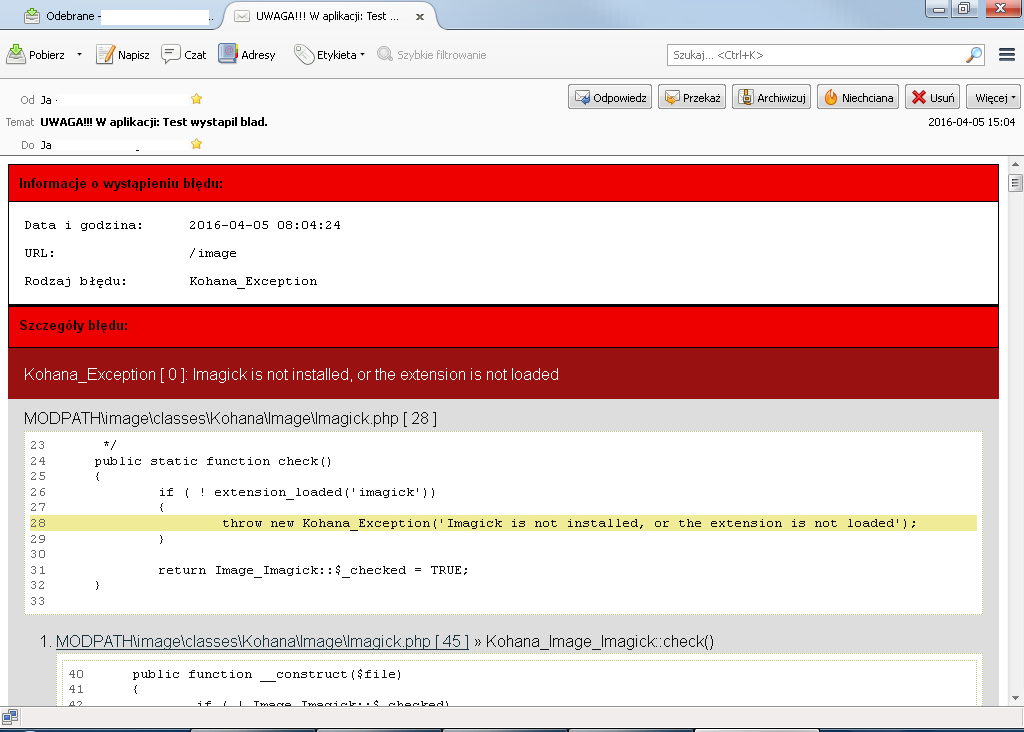 Odebrane - ..
UWAGA!!! W aplikacji: Test ...
Pobierz Napisz Czat Adresy Etykieta Szybkie filtrowanie Szukaj... <Ctrl+K>
Od Ja · Odpowiedz Przekaż Archiwizuj Niechciana Usuń Więcej
Temat UWAGA!!! W aplikacji: Test wystapil blad. 2016-04-05 15:04
Do Ja
Informacje o wystąpieniu błędu:
Data i godzina: 2016-04-05 08:04:24
URL: /image
Rodzaj błędu: Kohana_Exception
Szczegóły błędu:
Kohana_Exception [ 0 ]: Imagick is not installed, or the extension is not loaded
MODPATH\image\classes\Kohana\Image\Imagick.php [ 28 ]
23 */
24 public static function check()
25 {
26 if ( ! extension_loaded('imagick'))
27 {
28 throw new Kohana_Exception('Imagick is not installed, or the extension is not loaded');
29 }
30
31 return Image_Imagick::$_checked = TRUE;
32 }
33
1. MODPATH\image\classes\Kohana\Image\Imagick.php [ 45 ] » Kohana_Image_Imagick::check()
40 public function __construct($file)
41 {
42 if ( ! Image_Imagick::$_checked)